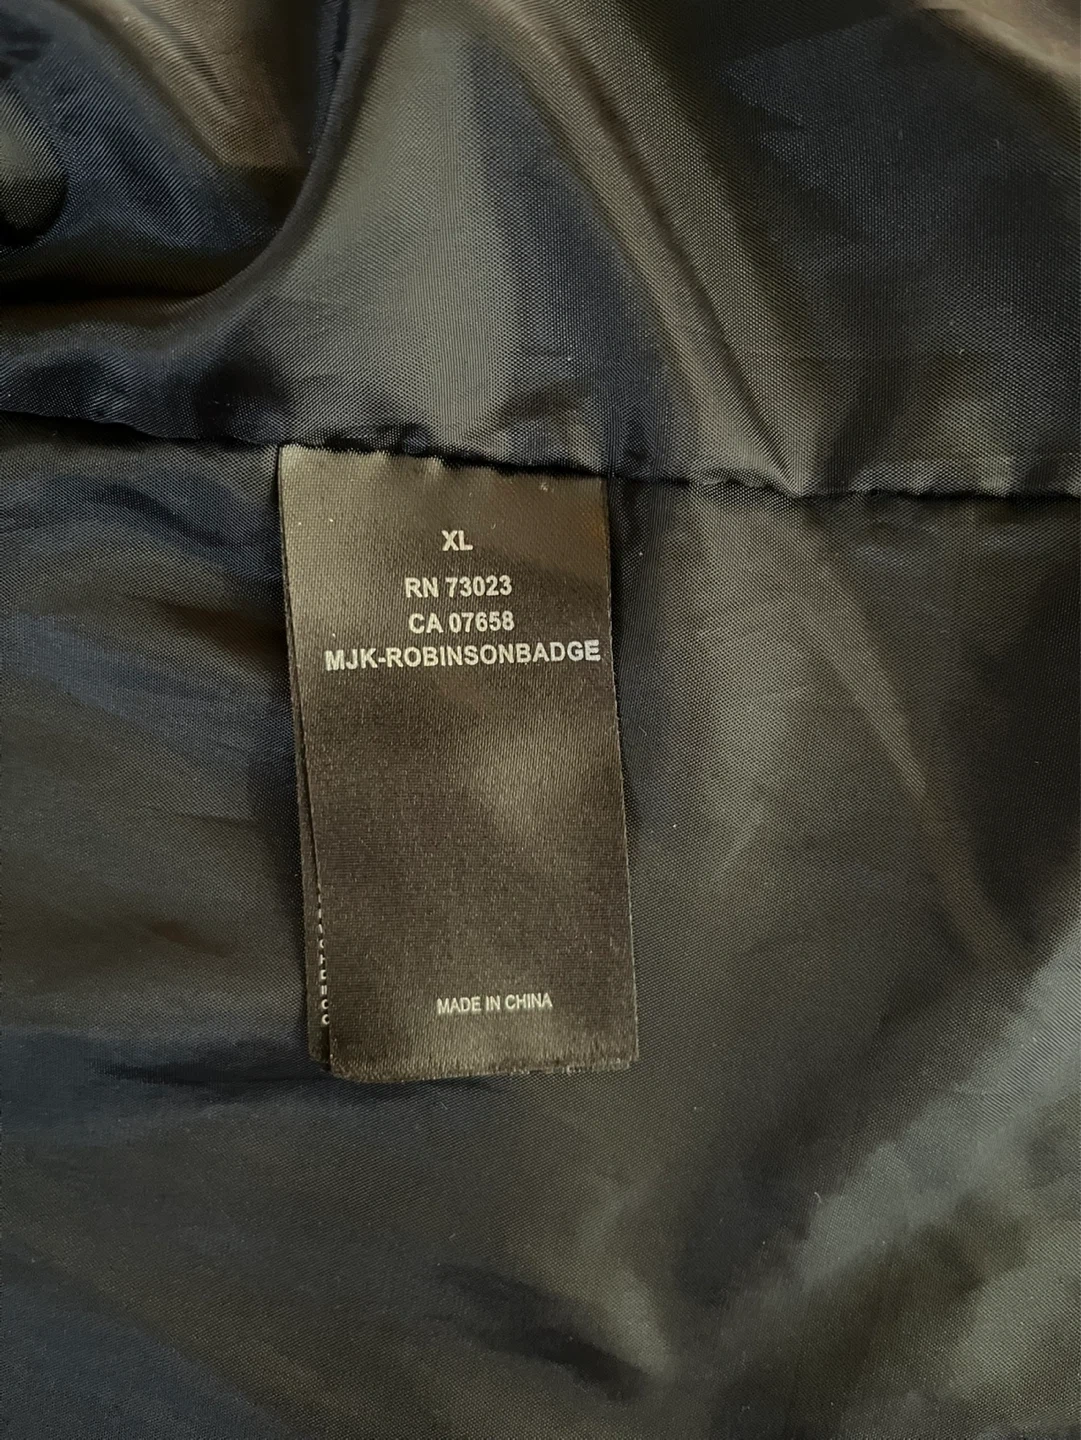 XL
RN 73023
CA 07658
MJK-ROBINSONBADGE
MADE IN CHINA